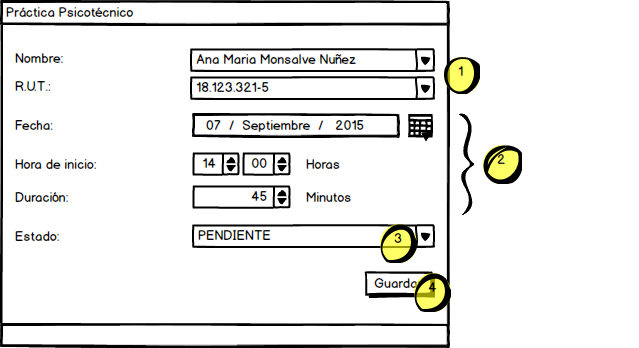 Práctica Psicotécnico
Nombre: Ana Maria Monsalve Nuñez
1
R.U.T.: 18.123.321-5
Fecha: 07 / Septiembre / 2015
Hora de inicio: 14 00 Horas
2
Duración: 45 Minutos
Estado: PENDIENTE 3
Guarda 4